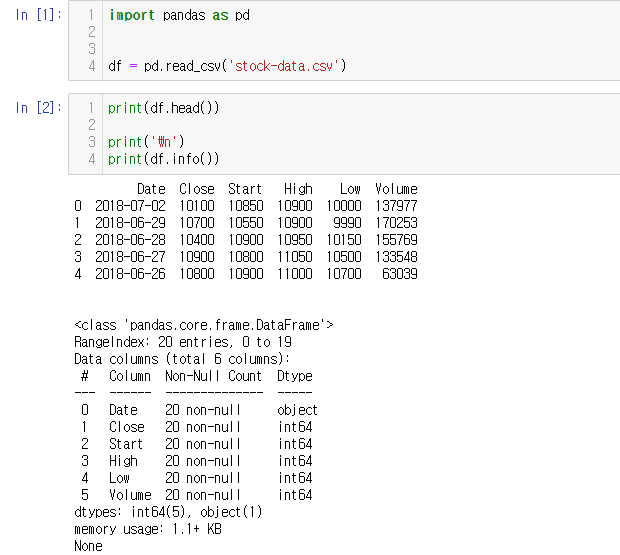 In [1]:
1 import pandas as pd
2
3
4 df = pd.read_csv('stock-data.csv')
In [2]:
1 print(df.head())
2
3 print('₩n')
4 print(df.info())
Date Close Start High Low Volume
0 2018-07-02 10100 10850 10900 10000 137977
1 2018-06-29 10700 10550 10900 9990 170253
2 2018-06-28 10400 10900 10950 10150 155769
3 2018-06-27 10900 10800 11050 10500 133548
4 2018-06-26 10800 10900 11000 10700 63039
<class 'pandas.core.frame.DataFrame'>
RangeIndex: 20 entries, 0 to 19
Data columns (total 6 columns):
# Column Non-Null Count Dtype
--- ------ -------------- -----
0 Date 20 non-null object
1 Close 20 non-null int64
2 Start 20 non-null int64
3 High 20 non-null int64
4 Low 20 non-null int64
5 Volume 20 non-null int64
dtypes: int64(5), object(1)
memory usage: 1.1+ KB
None